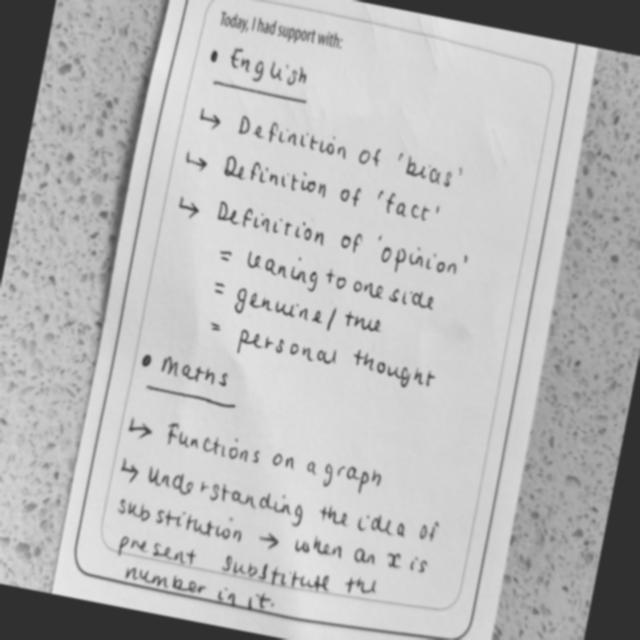 Today, I had support with:
• English
↳ Definition of 'bias'
↳ Definition of 'fact'
↳ Definition of 'opinion'
= leaning to one side
= genuine/true
= personal thought
• Maths
↳ Functions on a graph
↳ Understanding the idea of
substitution → when an x is
present substitute the
number in it.